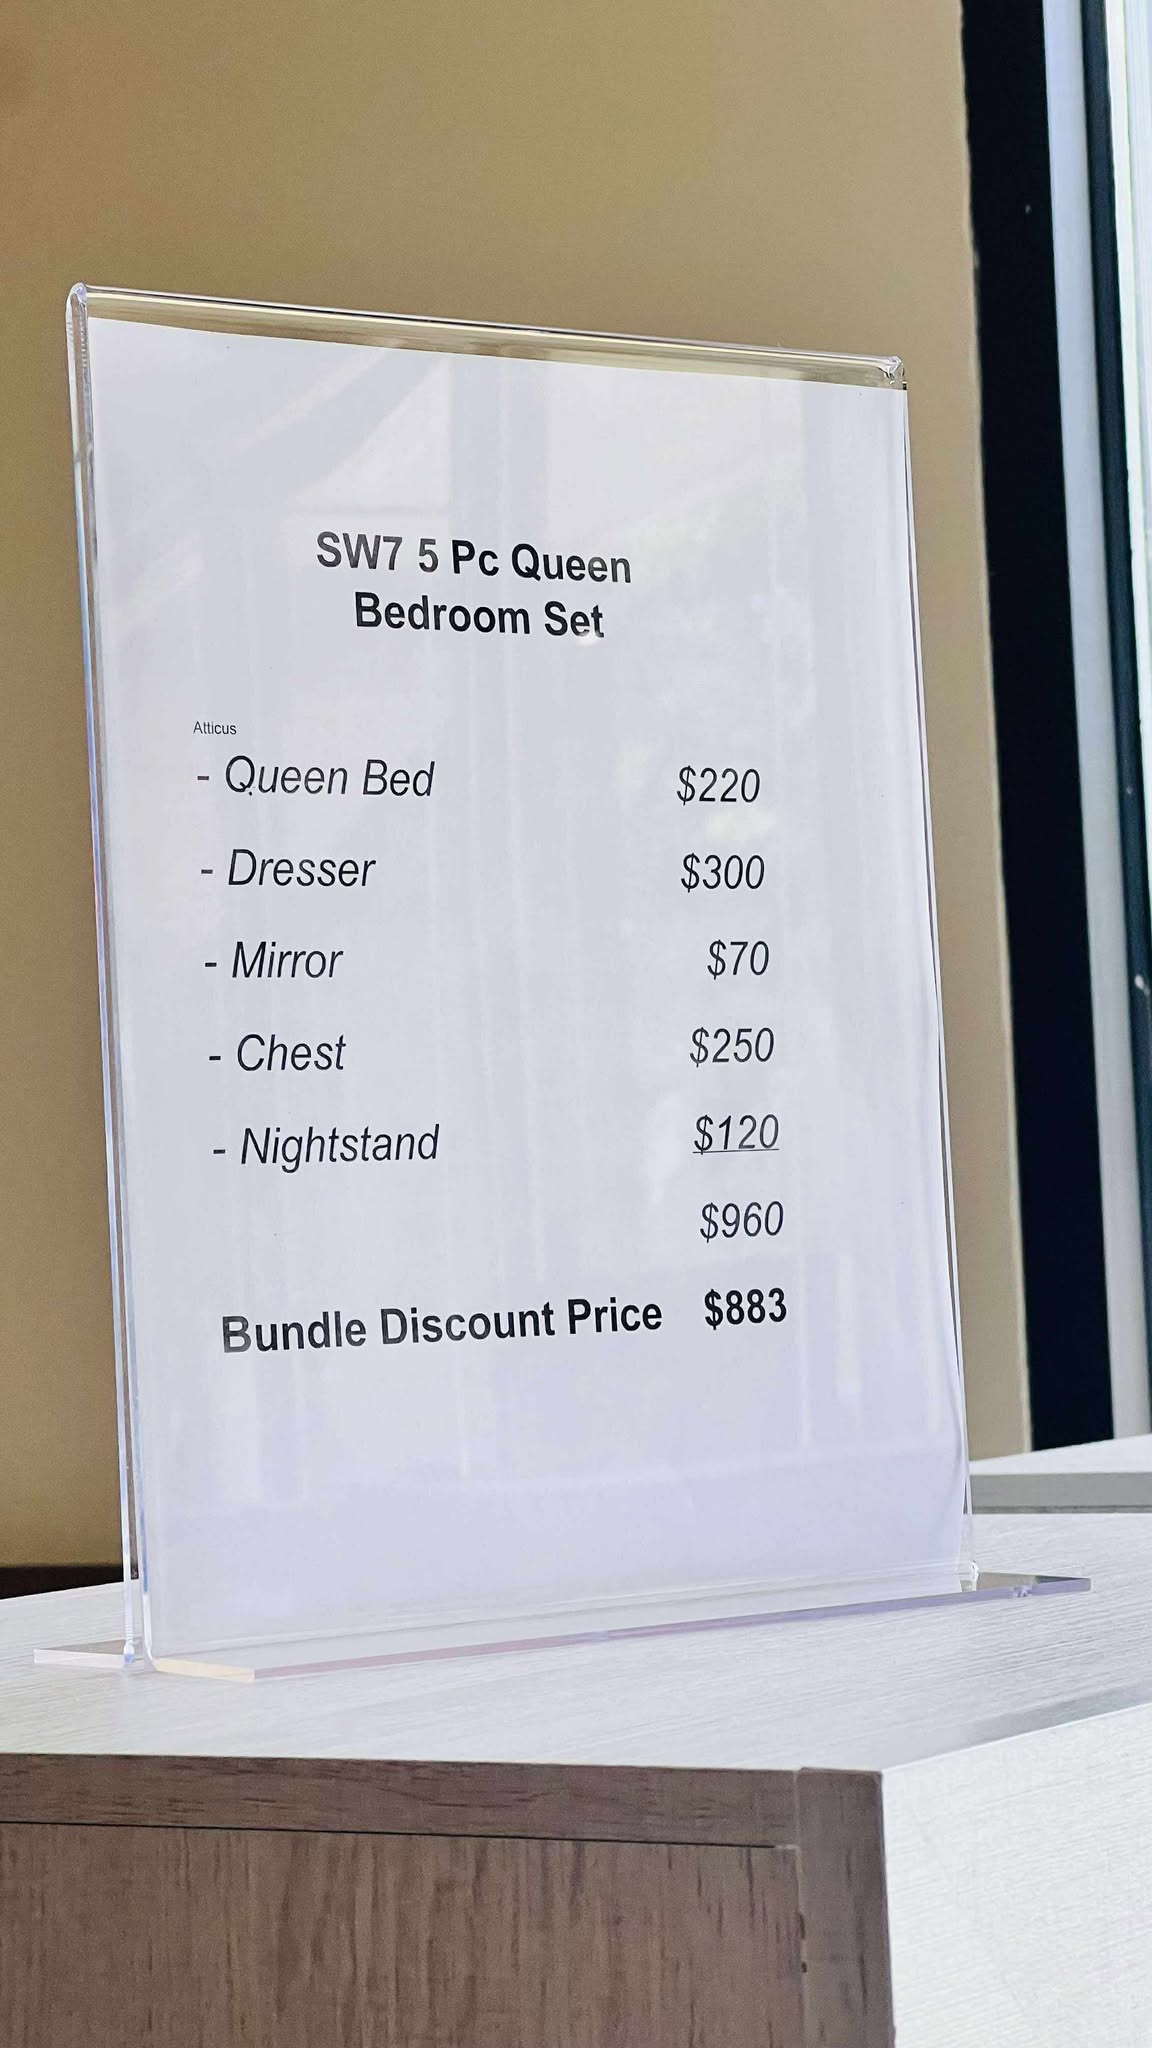 SW7 5 Pc Queen
Bedroom Set
Atticus
- Queen Bed $220
- Dresser $300
- Mirror $70
- Chest $250
- Nightstand $120
$960
Bundle Discount Price $883